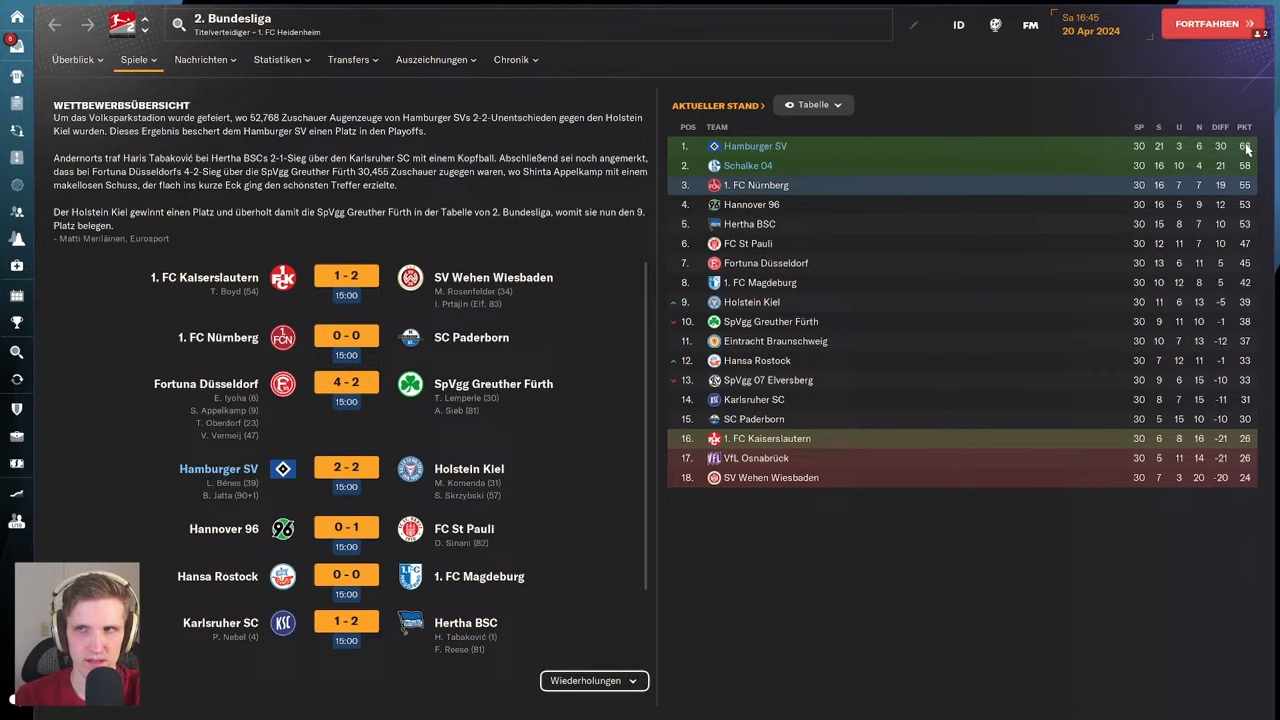 2. Bundesliga
Titelverteidiger – 1. FC Heidenheim
ID
FM
Sa 16:45
20 Apr 2024
FORTFAHREN
2
6
Überblick
Spiele
Nachrichten
Statistiken
Transfers
Auszeichnungen
Chronik
WETTBEWERBSÜBERSICHT
Um das Volksparkstadion wurde gefeiert, wo 52,768 Zuschauer Augenzeuge von Hamburger SVs 2-2-Unentschieden gegen den Holstein
Kiel wurden. Dieses Ergebnis beschert dem Hamburger SV einen Platz in den Playoffs.
Andernorts traf Haris Tabaković bei Hertha BSCs 2-1-Sieg über den Karlsruher SC mit einem Kopfball. Abschließend sei noch angemerkt,
dass bei Fortuna Düsseldorfs 4-2-Sieg über die SpVgg Greuther Fürth 30,455 Zuschauer zugegen waren, wo Shinta Appelkamp mit einem
makellosen Schuss, der flach ins kurze Eck ging den schönsten Treffer erzielte.
Der Holstein Kiel gewinnt einen Platz und überholt damit die SpVgg Greuther Fürth in der Tabelle von 2. Bundesliga, womit sie nun den 9.
Platz belegen.
- Matti Meriläinen, Eurosport
1. FC Kaiserslautern 1 - 2 SV Wehen Wiesbaden
T. Boyd (54) 15:00 M. Rosenfelder (34)
I. Prtajin (Elf. 83)
1. FC Nürnberg 0 - 0 SC Paderborn
15:00
Fortuna Düsseldorf 4 - 2 SpVgg Greuther Fürth
E. Iyoha (6) 15:00 T. Lemperle (30)
S. Appelkamp (9) A. Sieb (81)
T. Oberdorf (23)
V. Vermeij (47)
Hamburger SV 2 - 2 Holstein Kiel
L. Bénes (39) 15:00 M. Komenda (31)
B. Jatta (90+1) S. Skrzybski (57)
Hannover 96 0 - 1 FC St Pauli
15:00 D. Sinani (82)
Hansa Rostock 0 - 0 1. FC Magdeburg
15:00
Karlsruher SC 1 - 2 Hertha BSC
P. Nebel (4) 15:00 H. Tabaković (1)
F. Reese (81)
Wiederholungen
AKTUELLER STAND
Tabelle
POS TEAM SP S U N DIFF PKT
1. Hamburger SV 30 21 3 6 30
2. Schalke 04 30 16 10 4 21 58
3. 1. FC Nürnberg 30 16 7 7 19 55
4. Hannover 96 30 16 5 9 12 53
5. Hertha BSC 30 15 8 7 10 53
6. FC St Pauli 30 12 11 7 10 47
7. Fortuna Düsseldorf 30 13 6 11 5 45
8. 1. FC Magdeburg 30 10 12 8 5 42
9. Holstein Kiel 30 11 6 13 -5 39
10. SpVgg Greuther Fürth 30 9 11 10 -1 38
11. Eintracht Braunschweig 30 10 7 13 -12 37
12. Hansa Rostock 30 7 12 11 -1 33
13. SpVgg 07 Elversberg 30 9 6 15 -10 33
14. Karlsruher SC 30 8 7 15 -11 31
15. SC Paderborn 30 5 15 10 -10 30
16. 1. FC Kaiserslautern 30 6 8 16 -21 26
17. VfL Osnabrück 30 5 11 14 -21 26
18. SV Wehen Wiesbaden 30 7 3 20 -20 24